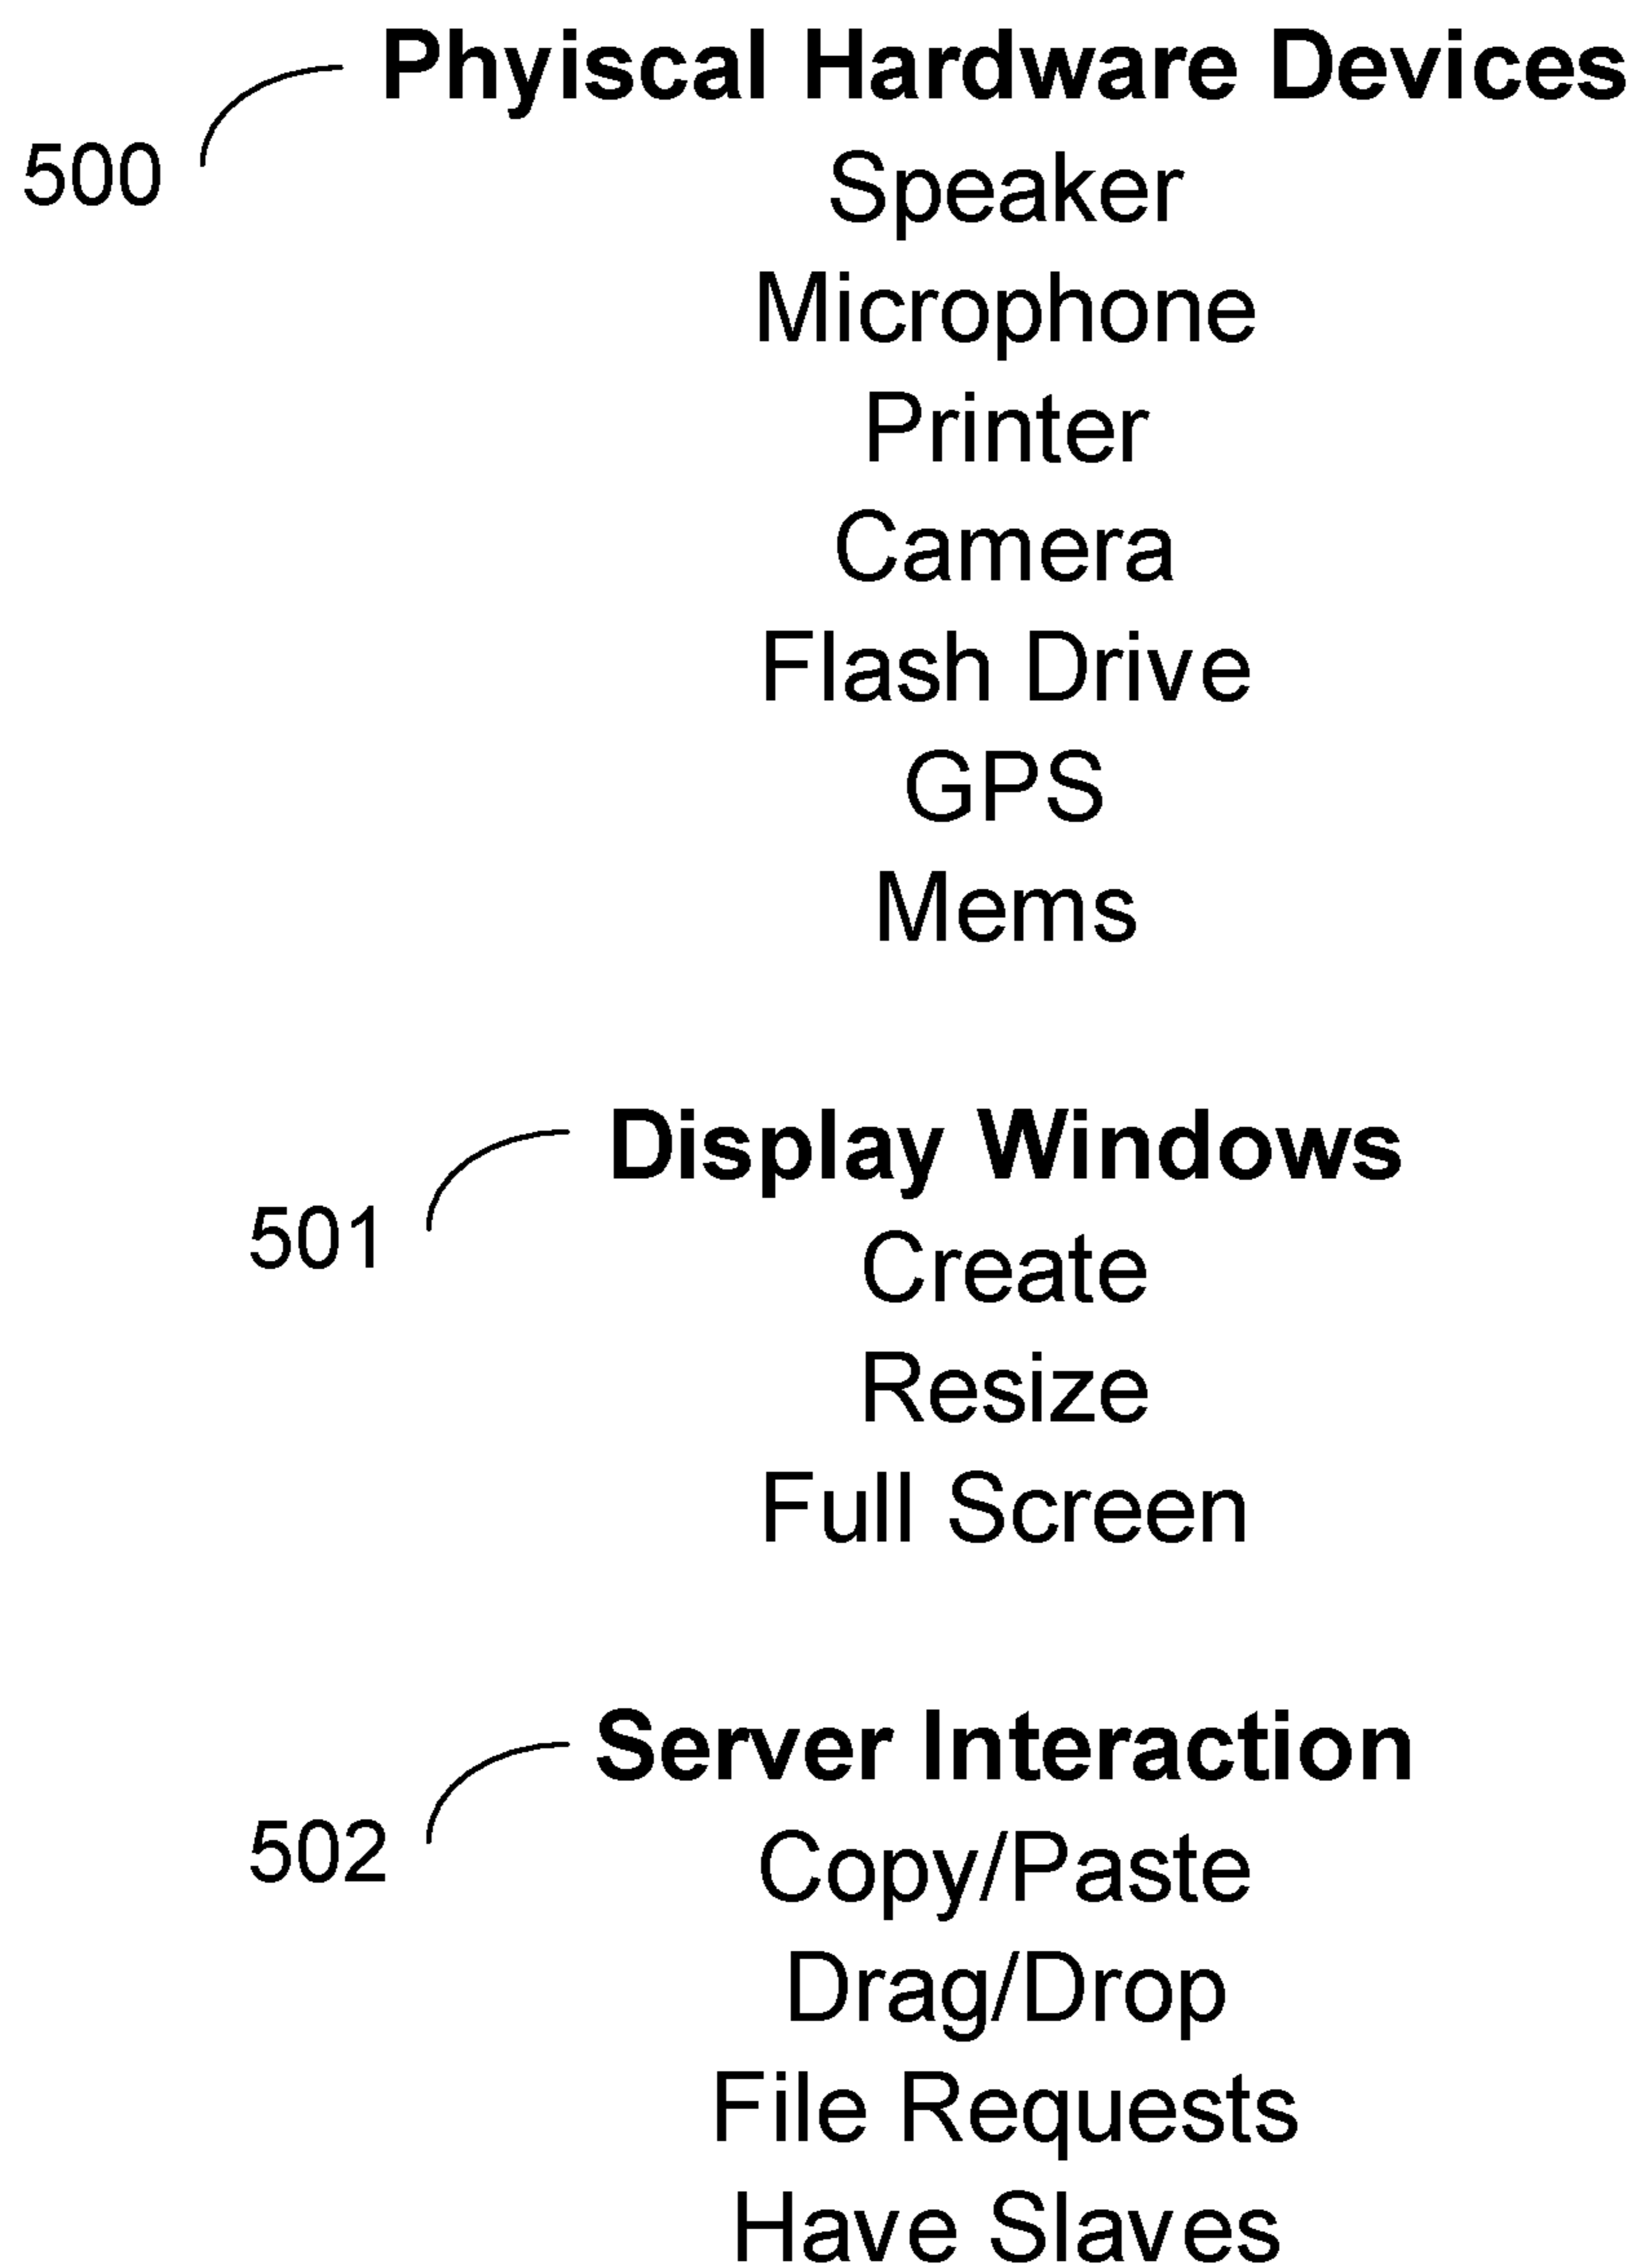 Phyiscal Hardware Devices
500
Speaker
Microphone
Printer
Camera
Flash Drive
GPS
Mems
Display Windows
501
Create
Resize
Full Screen
Server Interaction
502
Copy/Paste
Drag/Drop
File Requests
Have Slaves